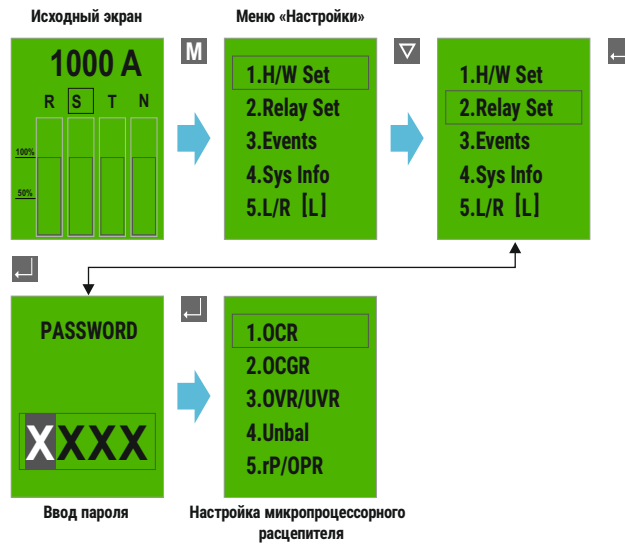 Исходный экран
Меню «Настройки»
1000 A
R S T N
100%
50%
M
1.H/W Set
2.Relay Set
3.Events
4.Sys Info
5.L/R [L]
1.H/W Set
2.Relay Set
3.Events
4.Sys Info
5.L/R [L]
PASSWORD
XXXX
Ввод пароля
1.OCR
2.OCGR
3.OVR/UVR
4.Unbal
5.rP/OPR
Настройка микропроцессорного
расцепителя